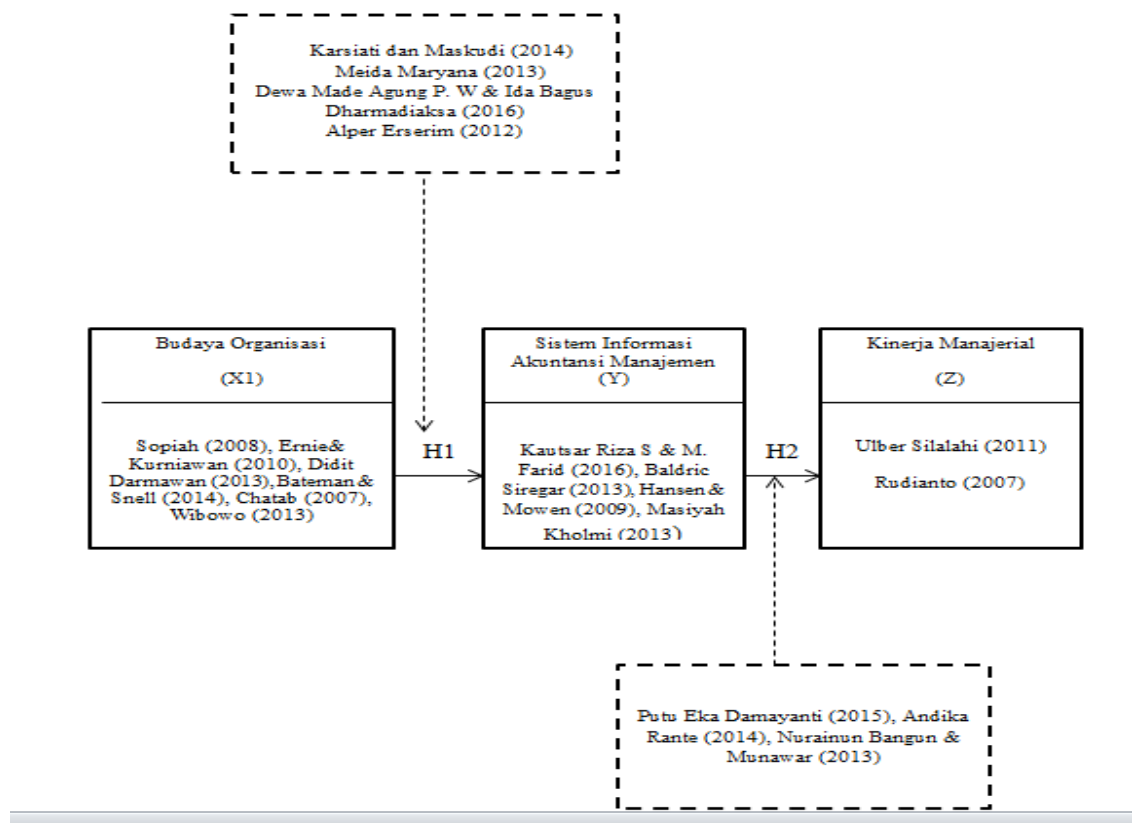 Karsiati dan Maskudi (2014)
Meida Maryana (2013)
Dewa Made Agung P. W & Ida Bagus
Dharmadiaksa (2016)
Alper Erserim (2012)
Budaya Organisasi
(X1)
Sopiah (2008), Ernie&
Kurniawan (2010), Didit
Darmawan (2013),Bateman &
Snell (2014), Chatab (2007),
Wibowo (2013)
H1
Sistem Informasi
Akuntansi Manajemen
(Y)
Kautsar Riza S & M.
Farid (2016), Baldric
Siregar (2013), Hansen &
Mowen (2009), Masiyah
Kholmi (2013)
H2
Kinerja Manajerial
(Z)
Ulber Silalahi (2011)
Rudianto (2007)
Putu Eka Damayanti (2015), Andika
Rante (2014), Nurainun Bangun &
Munawar (2013)